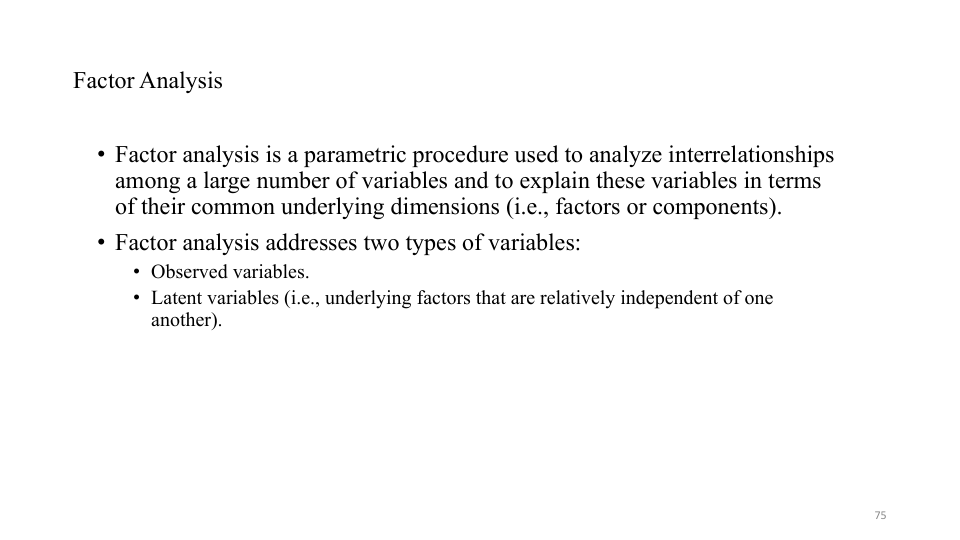 Factor Analysis
• Factor analysis is a parametric procedure used to analyze interrelationships
among a large number of variables and to explain these variables in terms
of their common underlying dimensions (i.e., factors or components).
• Factor analysis addresses two types of variables:
• Observed variables.
• Latent variables (i.e., underlying factors that are relatively independent of one
another).
75